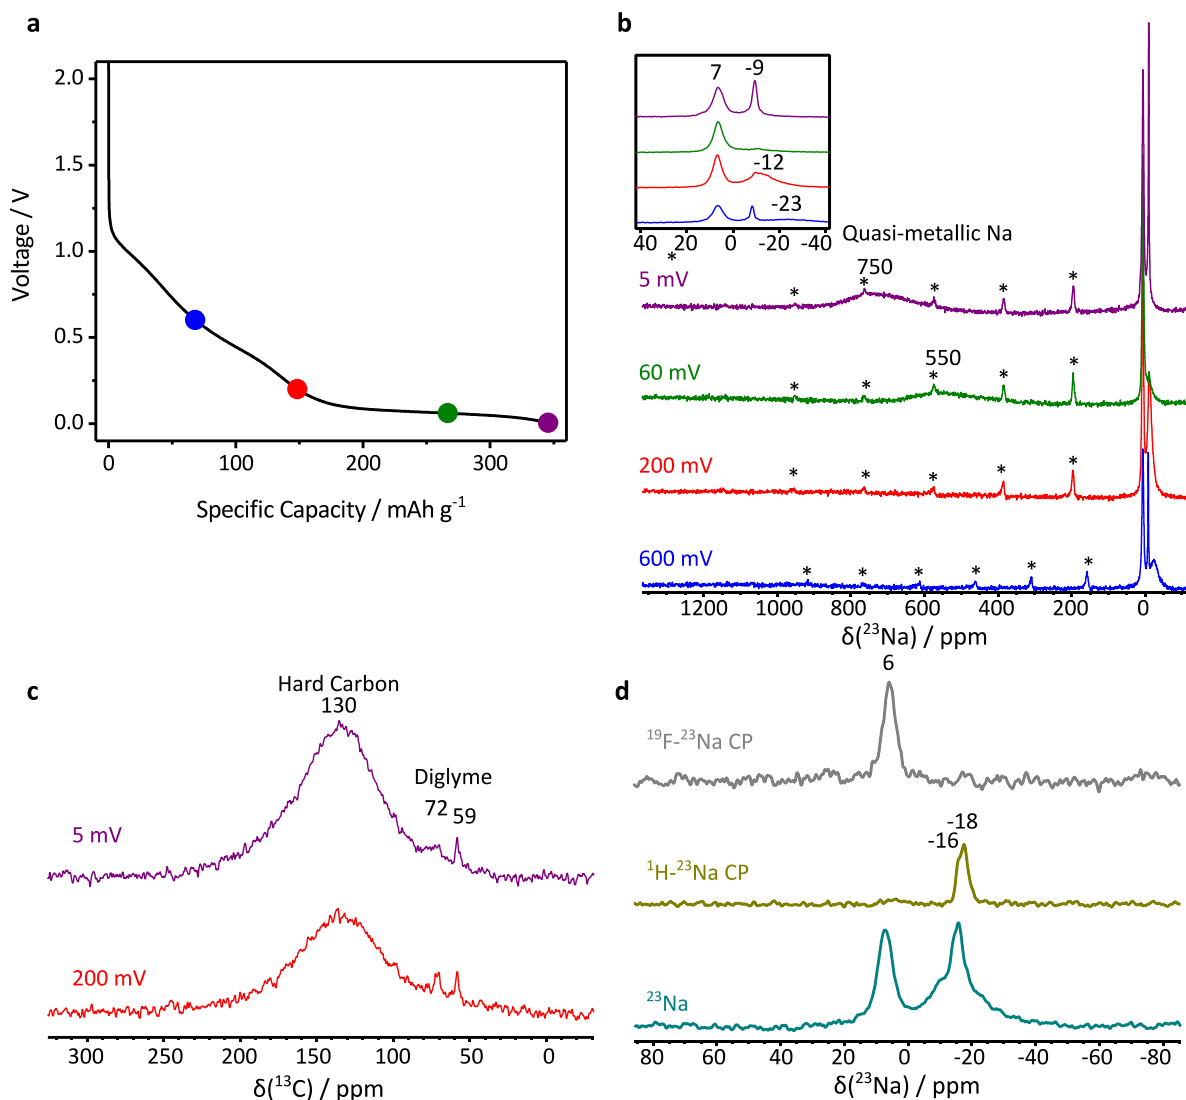 a
2.0
1.5
1.0
0.5
0.0
Voltage / V
0 100 200 300
Specific Capacity / mAh g⁻¹
b
7 -9
-12
-23
40 20 0 -20 -40
*
Quasi-metallic Na
750
5 mV
* * * * *
550
60 mV
* * * * *
200 mV
* * * * *
600 mV
* * * * * *
1200 1000 800 600 400 200 0
δ(²³Na) / ppm
c
Hard Carbon
130
Diglyme
72 59
5 mV
200 mV
300 250 200 150 100 50 0
δ(¹³C) / ppm
d
6
¹⁹F-²³Na CP
-18
-16
¹H-²³Na CP
²³Na
80 60 40 20 0 -20 -40 -60 -80
δ(²³Na) / ppm